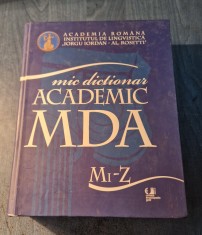 ACADEMIA ROMÂNĂ
INSTITUTUL DE LINGVISTICĂ
„IORGU IORDAN - AL. ROSETTI”
mic dicționar
ACADEMIC
MDA
MI-Z